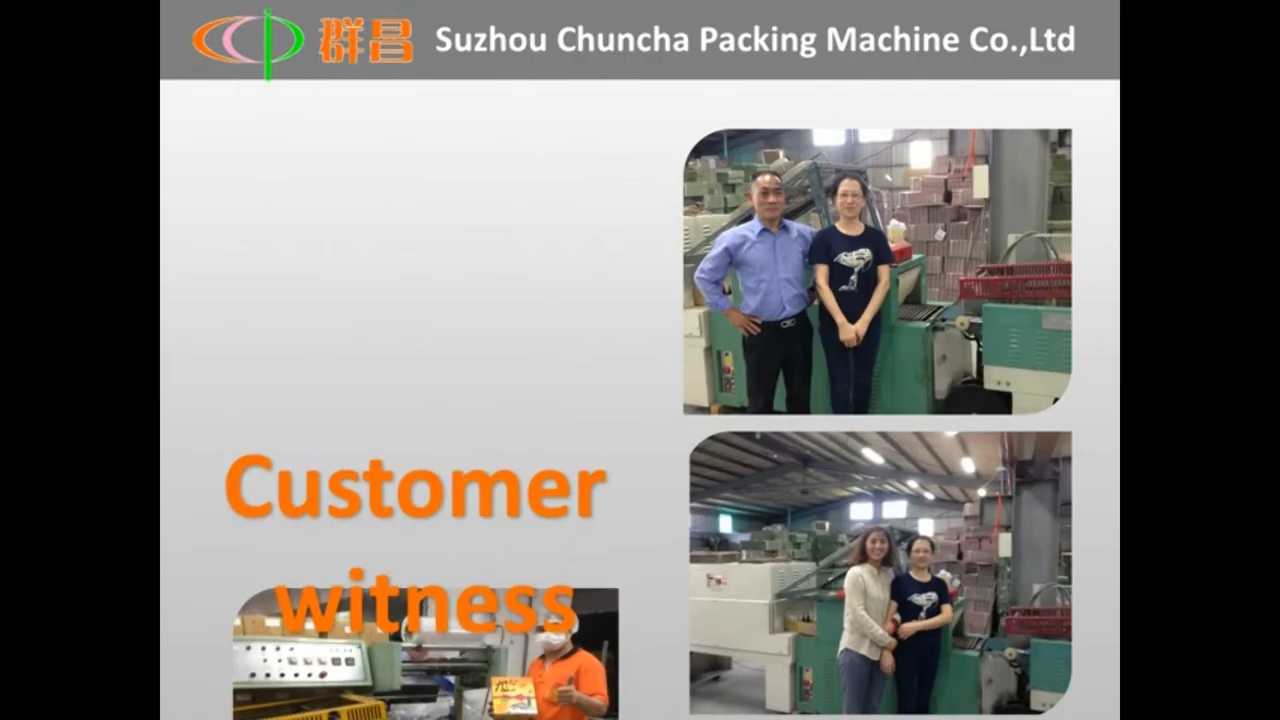 群昌 Suzhou Chuncha Packing Machine Co.,Ltd
Customer
witness